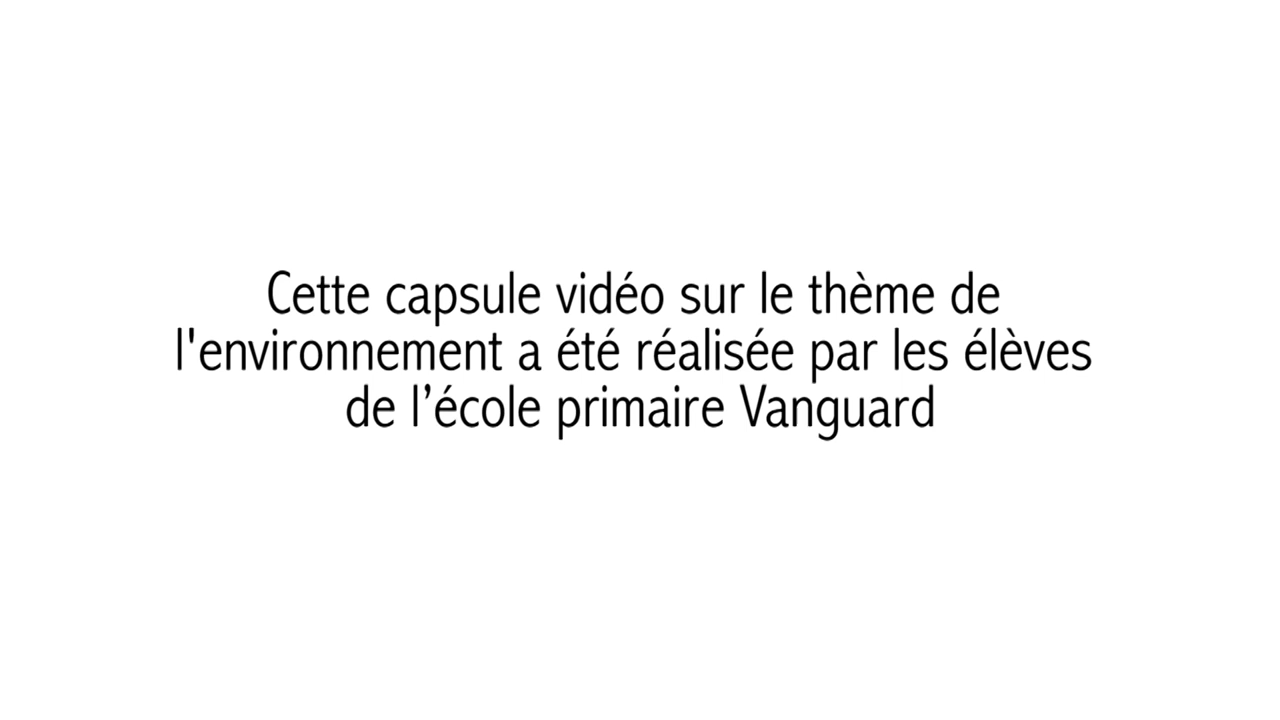 Cette capsule vidéo sur le thème de
l'environnement a été réalisée par les élèves
de l’école primaire Vanguard